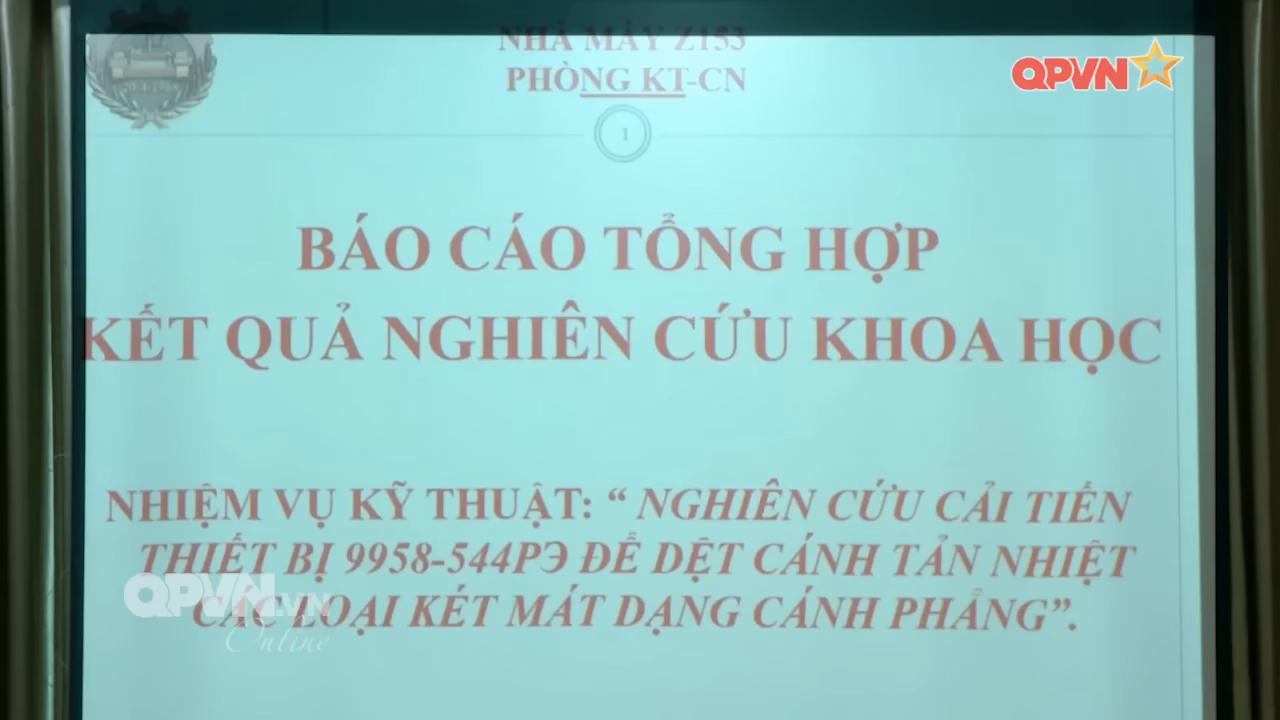 NHÀ MÁY Z153
PHÒNG KT-CN
QPVN
1
BÁO CÁO TỔNG HỢP
KẾT QUẢ NGHIÊN CỨU KHOA HỌC
NHIỆM VỤ KỸ THUẬT: “ NGHIÊN CỨU CẢI TIẾN
THIẾT BỊ 9958-544РЭ ĐỂ DỆT CÁNH TẢN NHIỆT
CÁC LOẠI KÉT MÁT DẠNG CÁNH PHẲNG”.
QPVN.VN
Online